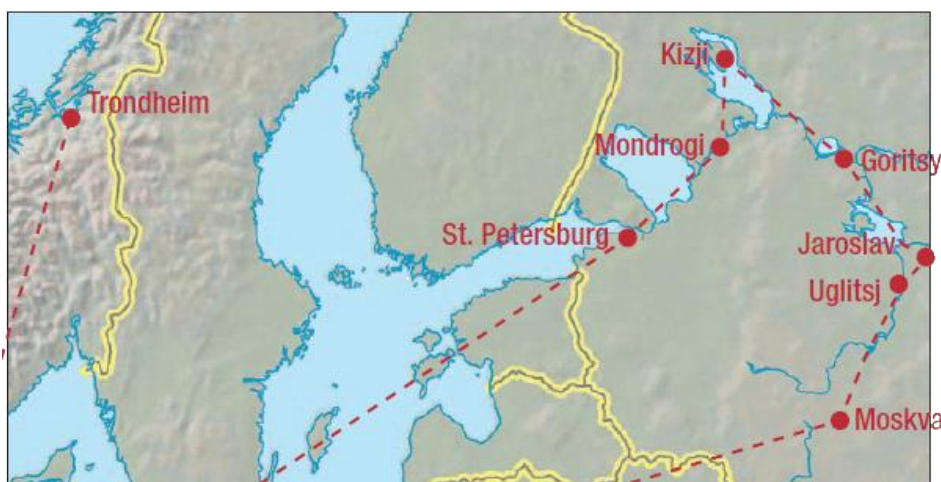 Kizji
Trondheim
Mondrogi
Goritsy
St. Petersburg
Jaroslav
Uglitsj
Moskva